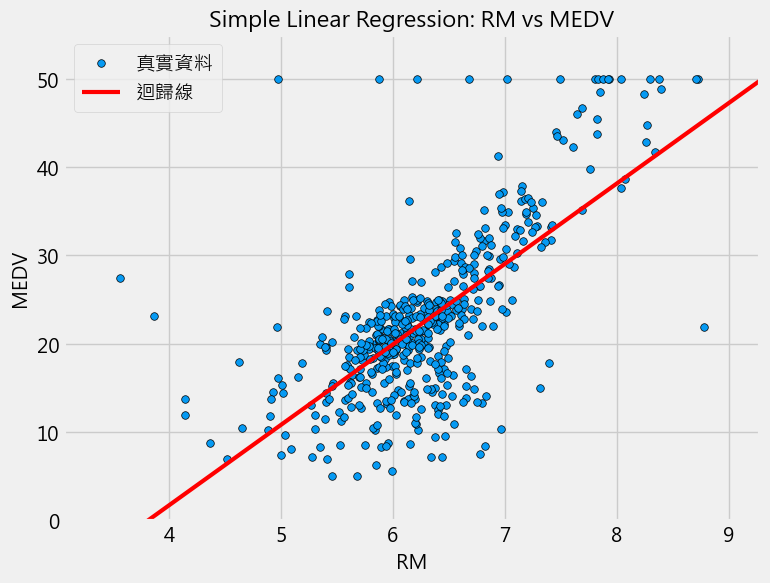 Simple Linear Regression: RM vs MEDV
真實資料
迴歸線
MEDV
50
40
30
20
10
0
4 5 6 7 8 9
RM